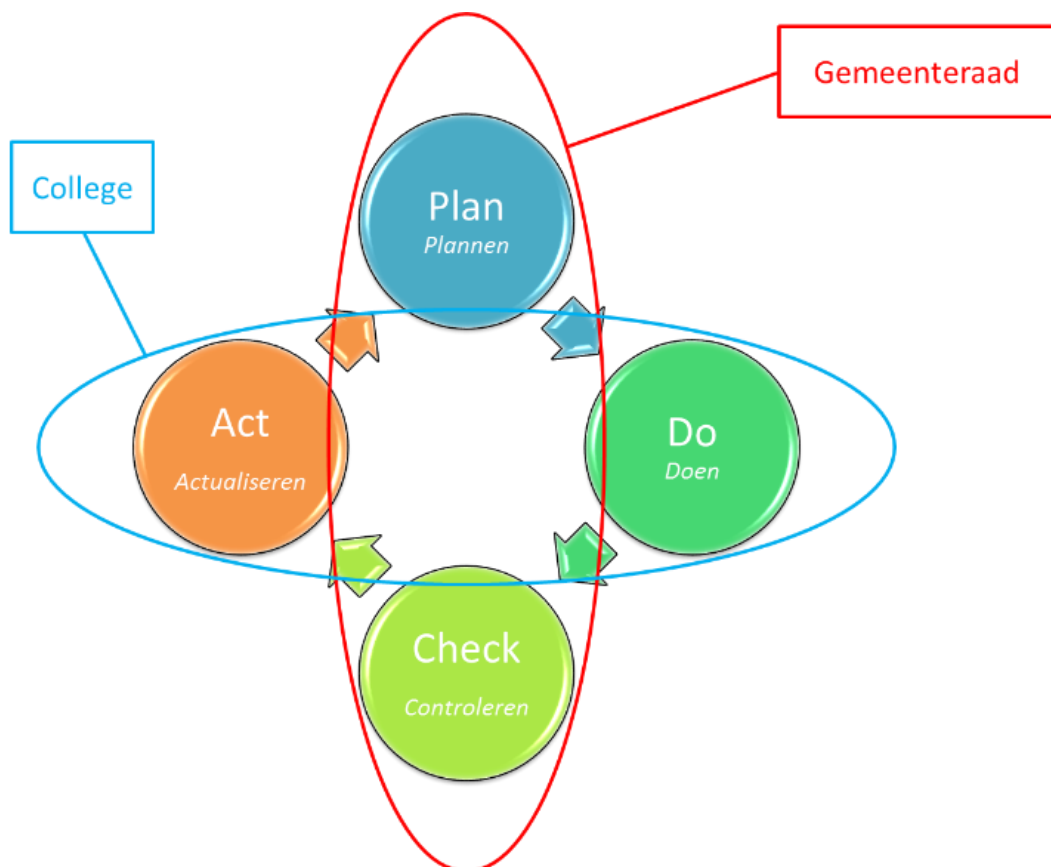 Gemeenteraad
College
Plan
Plannen
Act
Actualiseren
Do
Doen
Check
Controleren